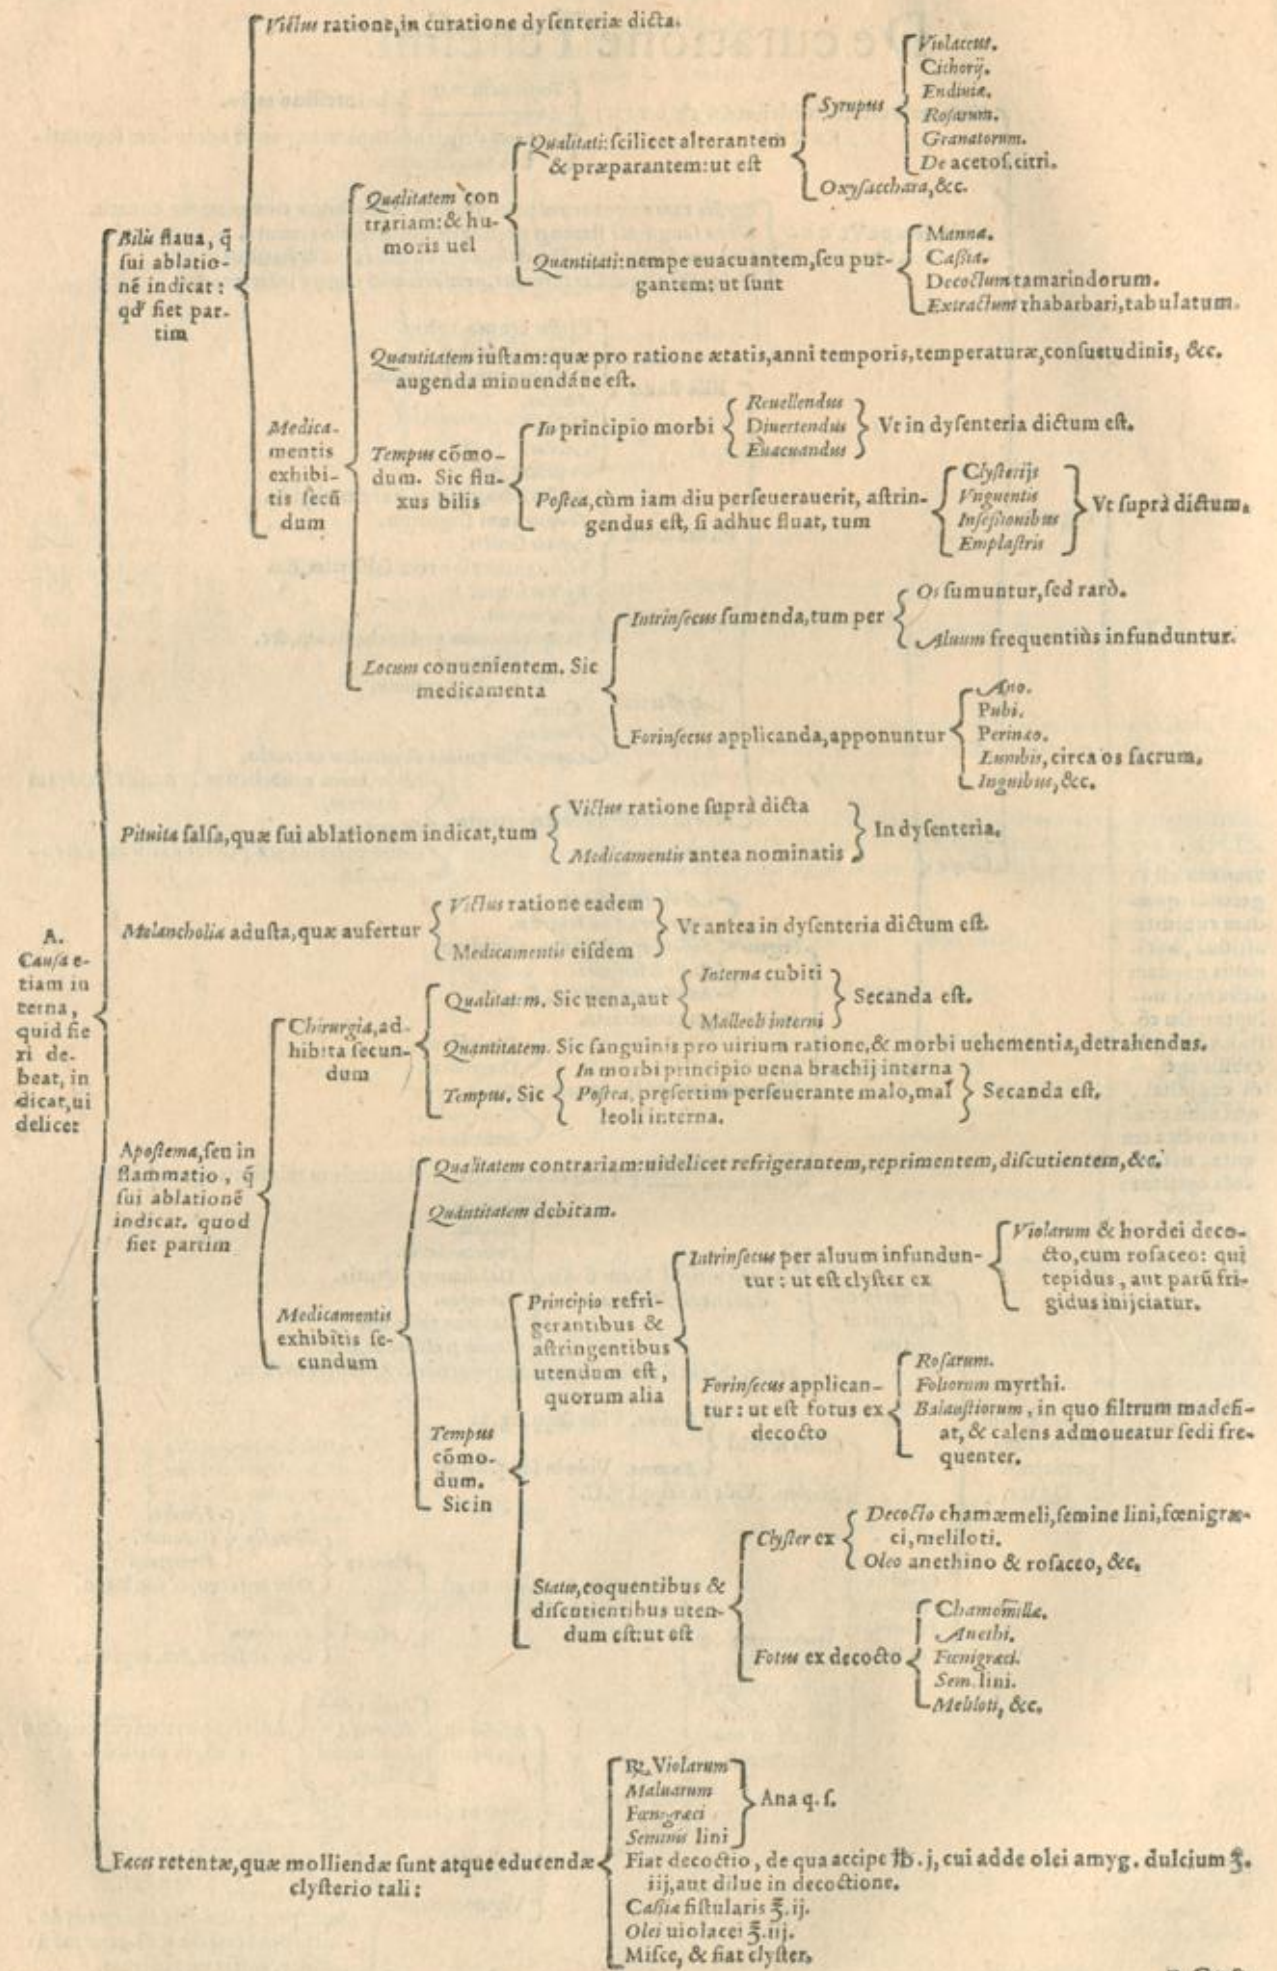 Victus ratione, in curatione dysenteriæ dicta.
Bilis flaua, q̃
sui ablatio-
nẽ indicat:
qđ fiet par-
tim
Medica-
mentis
exhibi-
tis secũ
dum
Qualitatem con
trariam: & hu-
moris uel
Qualitati: scilicet alterantem
& præparantem: ut est
Syrupus
Violaceus.
Cichorij.
Endiuiæ.
Rosarum.
Granatorum.
De acetos. citri.
Oxysacchara, &c.
Quantitati: nempe euacuantem, seu pur-
gantem: ut sunt
Manna.
Cassia.
Decoctum tamarindorum.
Extractum rhabarbari, tabulatum.
Quantitatem iustam: quæ pro ratione ætatis, anni temporis, temperaturæ, consuetudinis, &c.
augenda minuendáue est.
Tempus cõmo-
dum. Sic flu-
xus bilis
In principio morbi
Reuellendus
Diuertendus
Euacuandus
Vt in dysenteria dictum est.
Postea, cùm iam diu perseuerauerit, astrin-
gendus est, si adhuc fluat, tum
Clysterijs
Vnguentis
Insessionibus
Emplastris
Vt suprà dictum.
Locum conuenientem. Sic
medicamenta
Intrinsecus sumenda, tum per
Os sumuntur, sed rarò.
Aluum frequentiùs infunduntur.
Forinsecus applicanda, apponuntur
Ano.
Pubi.
Perinæo.
Lumbis, circa os sacrum.
Inguibus, &c.
Pituita salsa, quæ sui ablationem indicat, tum
Victus ratione suprà dicta
Medicamentis antea nominatis
In dysenteria.
A.
Causa e-
tiam in
terna,
quid fie
ri de-
beat, in
dicat, ui
delicet
Melancholia adusta, quæ aufertur
Victus ratione eadem
Medicamentis eisdem
Vt antea in dysenteria dictum est.
Apostema, seu in
flammatio, q̃
sui ablationẽ
indicat. quod
fiet partim
Chirurgia, ad-
hibita secun-
dum
Qualitatem. Sic uena, aut
Interna cubiti
Malleoli interni
Secanda est.
Quantitatem. Sic sanguinis pro uirium ratione, & morbi uehementia, detrahendus.
Tempus. Sic
In morbi principio uena brachij interna
Postea, præsertim perseuerante malo, mal
leoli interna.
Secanda est.
Medicamentis
exhibitis se-
cundum
Qualitatem contrariam: uidelicet refrigerantem, reprimentem, discutientem, &c.
Quantitatem debitam.
Tempus
cõmo-
dum.
Sic in
Principio refri-
gerantibus &
astringentibus
utendum est,
quorum alia
Intrinsecus per aluum infundun-
tur: ut est clyster ex
Violarum & hordei deco-
cto, cum rosaceo: qui
tepidus, aut parũ fri-
gidus inijciatur.
Forinsecus applican-
tur: ut est fotus ex
decocto
Rosarum.
Foliorum myrthi.
Balaustiorum, in quo filtrum madefi-
at, & calens admoueatur sedi fre-
quenter.
Statu, coquentibus &
discutientibus uten-
dum est: ut est
Clyster ex
Decocto chamæmeli, semine lini, fœnigræ-
ci, meliloti.
Oleo anethino & rosaceo, &c.
Fotus ex decocto
Chamomillæ.
Anethi.
Fœnigræci.
Sem. lini.
Meliloti, &c.
Fæces retentæ, quæ molliendæ sunt atque educendæ
clysterio tali:
℞. Violarum
Maluarum
Fœnigræci
Seminis lini
Ana q. s.
Fiat decoctio, de qua accipe ℔. j, cui adde olei amyg. dulcium ℥.
iij, aut dilue in decoctione.
Cassiæ fistularis ℥. ij.
Olei uiolacei ℥. iij.
Misce, & fiat clyster.